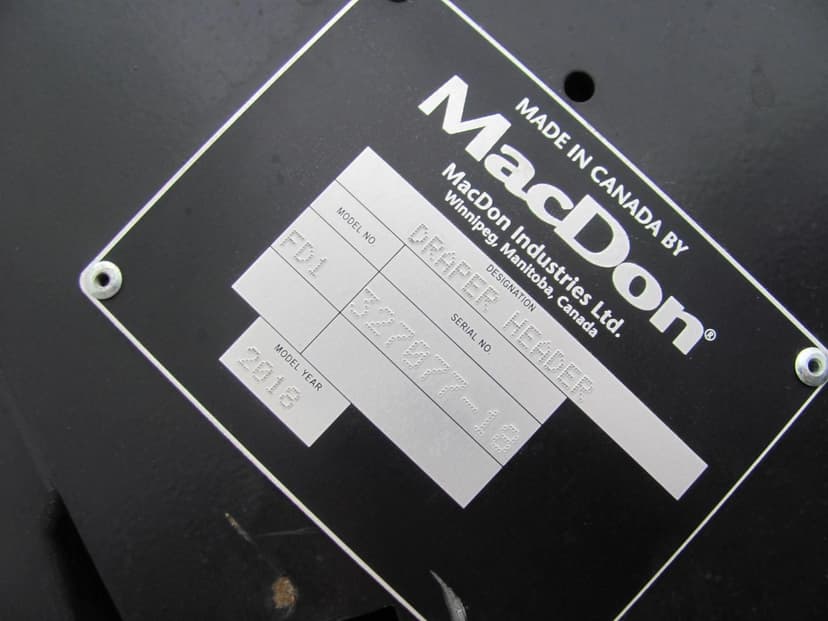 MADE IN CANADA BY
MacDon®
MacDon Industries Ltd.
Winnipeg, Manitoba, Canada
DESIGNATION
DRAPER HEADER
MODEL NO
FD1
SERIAL NO.
327977-18
MODEL YEAR
2018